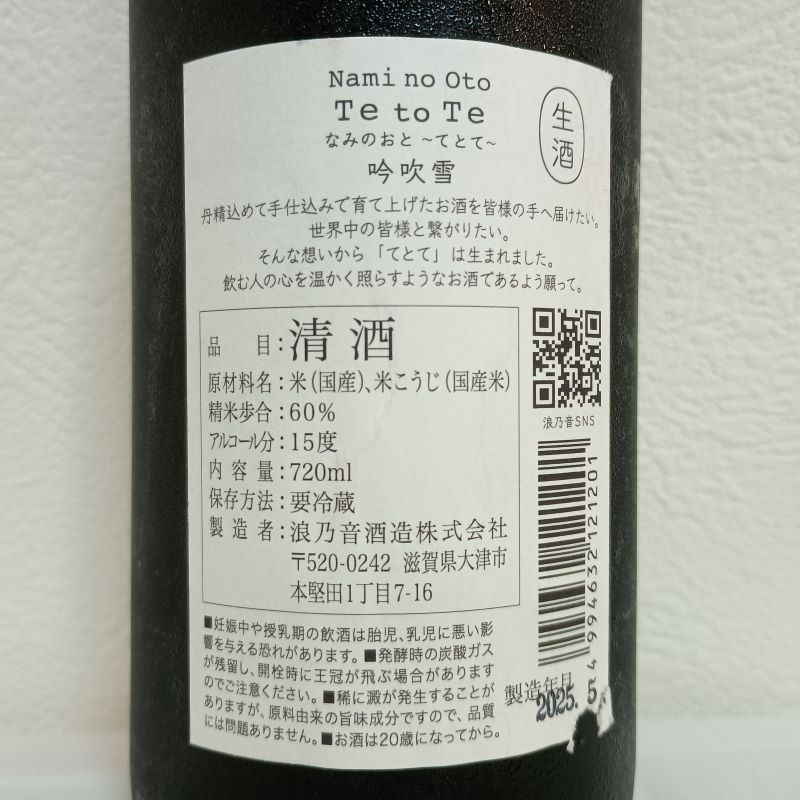 Nami no Oto
Te to Te
なみのおと ~てとて~
吟吹雪
生酒
丹精込めて手仕込みで育て上げたお酒を皆様の手へ届けたい。
世界中の皆様と繋がりたい。
そんな想いから「てとて」は生まれました。
飲む人の心を温かく照らすようなお酒であるよう願って。
品目:清酒
原材料名:米(国産)、米こうじ(国産米)
精米歩合:60%
アルコール分:15度
内容量:720ml
保存方法:要冷蔵
製造者:浪乃音酒造株式会社
〒520-0242 滋賀県大津市
本堅田1丁目7-16
浪乃音SNS
4994632121201
■妊娠中や授乳期の飲酒は胎児、乳児に悪い影
響を与える恐れがあります。■発酵時の炭酸ガス
が残留し、開栓時に王冠が飛ぶ場合があります
のでご注意ください。■稀に澱が発生することが
ありますが、原料由来の旨味成分ですので、品質
には問題ありません。■お酒は20歳になってから。
製造年月
2025.5